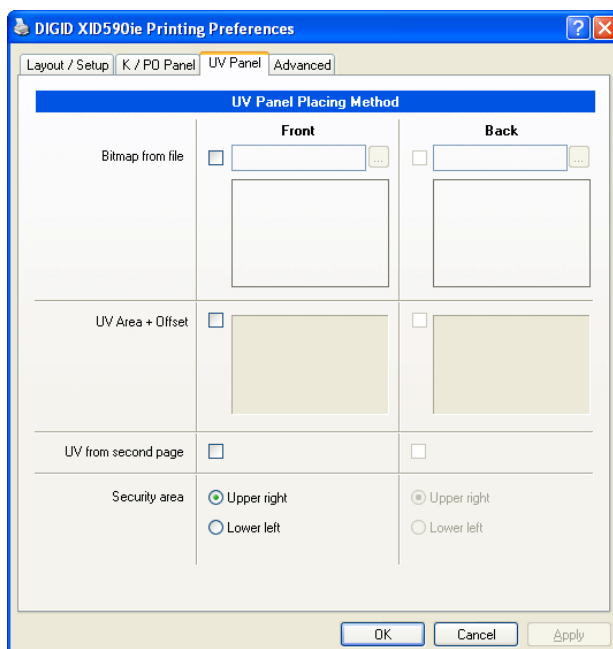 DIGID XID590ie Printing Preferences
Layout / Setup K / PO Panel UV Panel Advanced
UV Panel Placing Method
Front Back
Bitmap from file ... ...
UV Area + Offset
UV from second page
Security area Upper right Upper right
Lower left Lower left
OK Cancel Apply